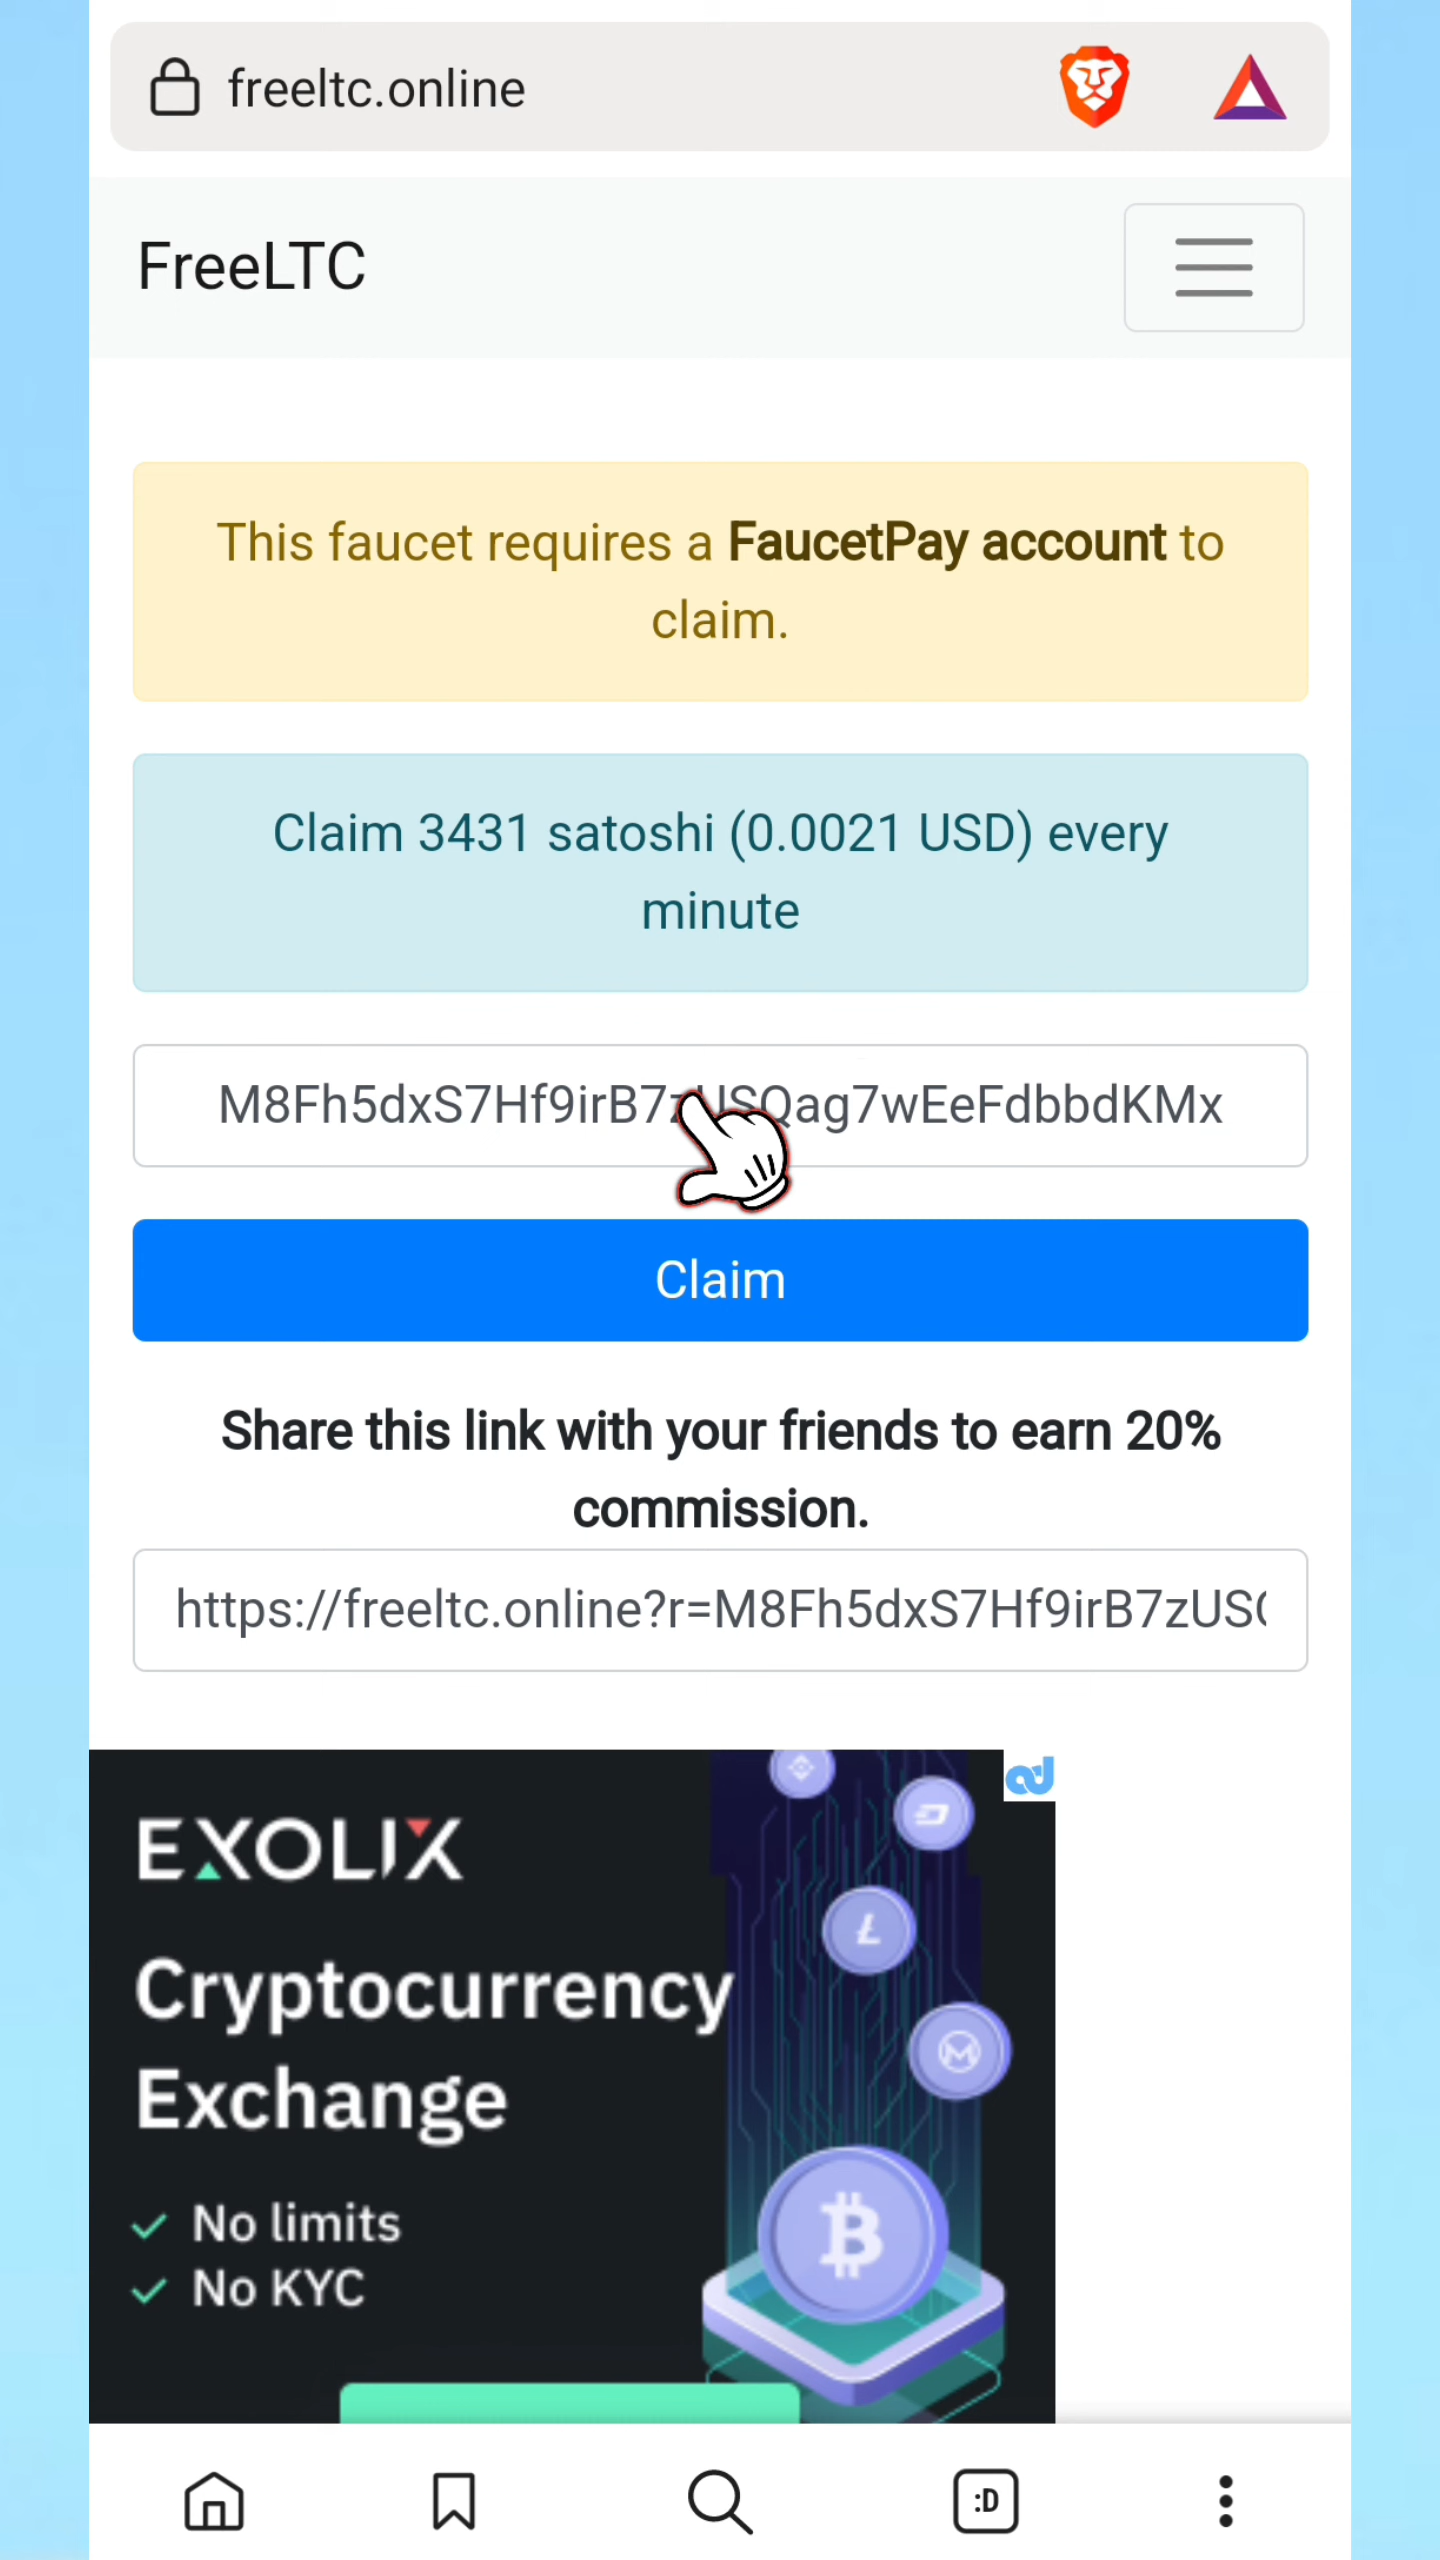 freeltc.online
FreeLTC
This faucet requires a FaucetPay account to
claim.
Claim 3431 satoshi (0.0021 USD) every
minute
M8Fh5dxS7Hf9irB7zUSQag7wEeFdbbdKMx
Claim
Share this link with your friends to earn 20%
commission.
https://freeltc.online?r=M8Fh5dxS7Hf9irB7zUS
EXOLIX
Cryptocurrency
Exchange
No limits
No KYC
:D